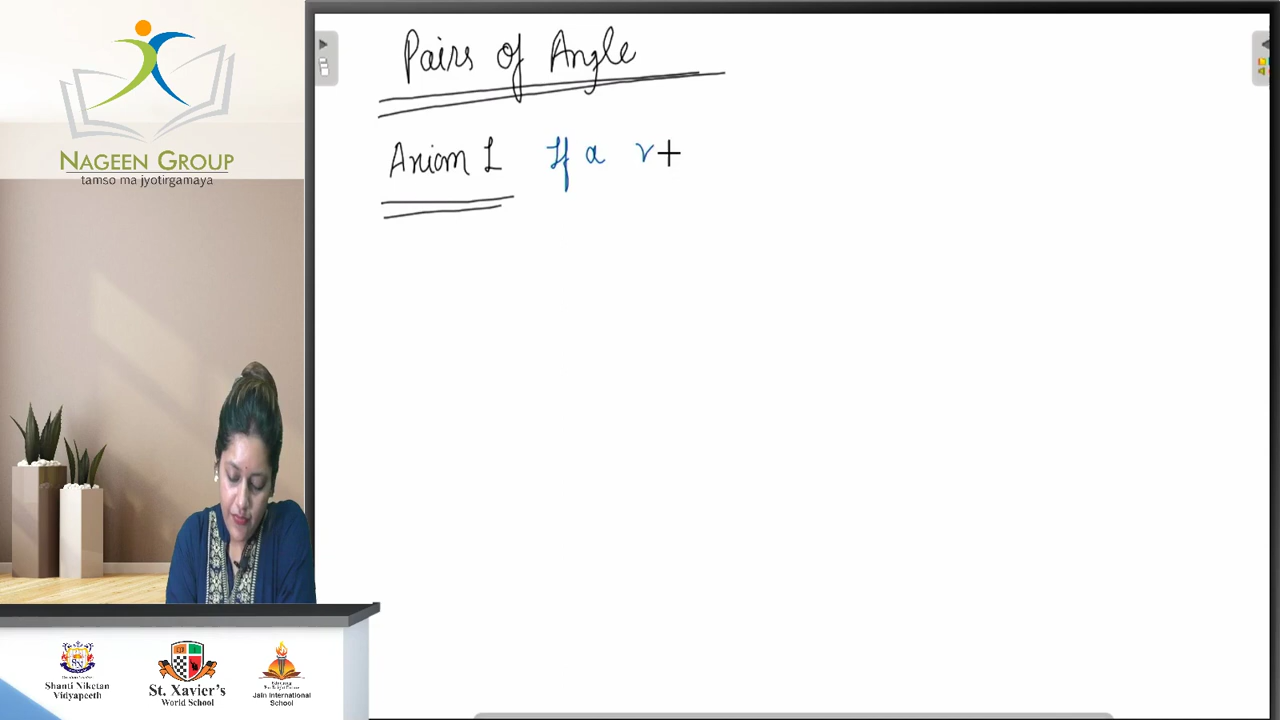 Pairs of Angle
Axiom 1 If a r
NAGEEN GROUP
tamso ma jyotirgamaya
Shanti Niketan
Vidyapeeth
St. Xavier's
World School
Jain International
School